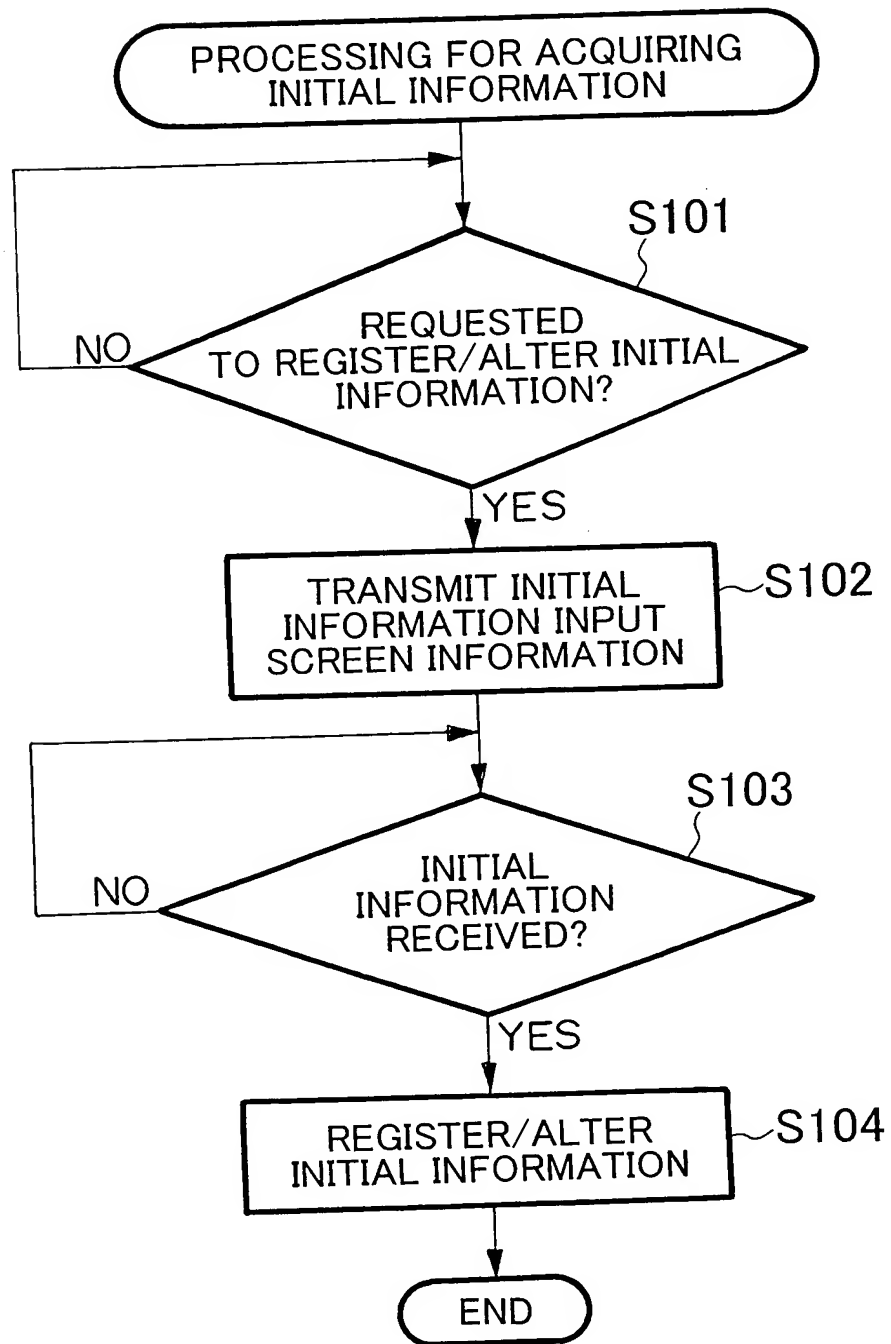 PROCESSING FOR ACQUIRING
INITIAL INFORMATION
S101
REQUESTED
TO REGISTER/ALTER INITIAL
INFORMATION?
NO
YES
TRANSMIT INITIAL
INFORMATION INPUT
SCREEN INFORMATION
S102
S103
INITIAL
INFORMATION
RECEIVED?
NO
YES
REGISTER/ALTER
INITIAL INFORMATION
S104
END